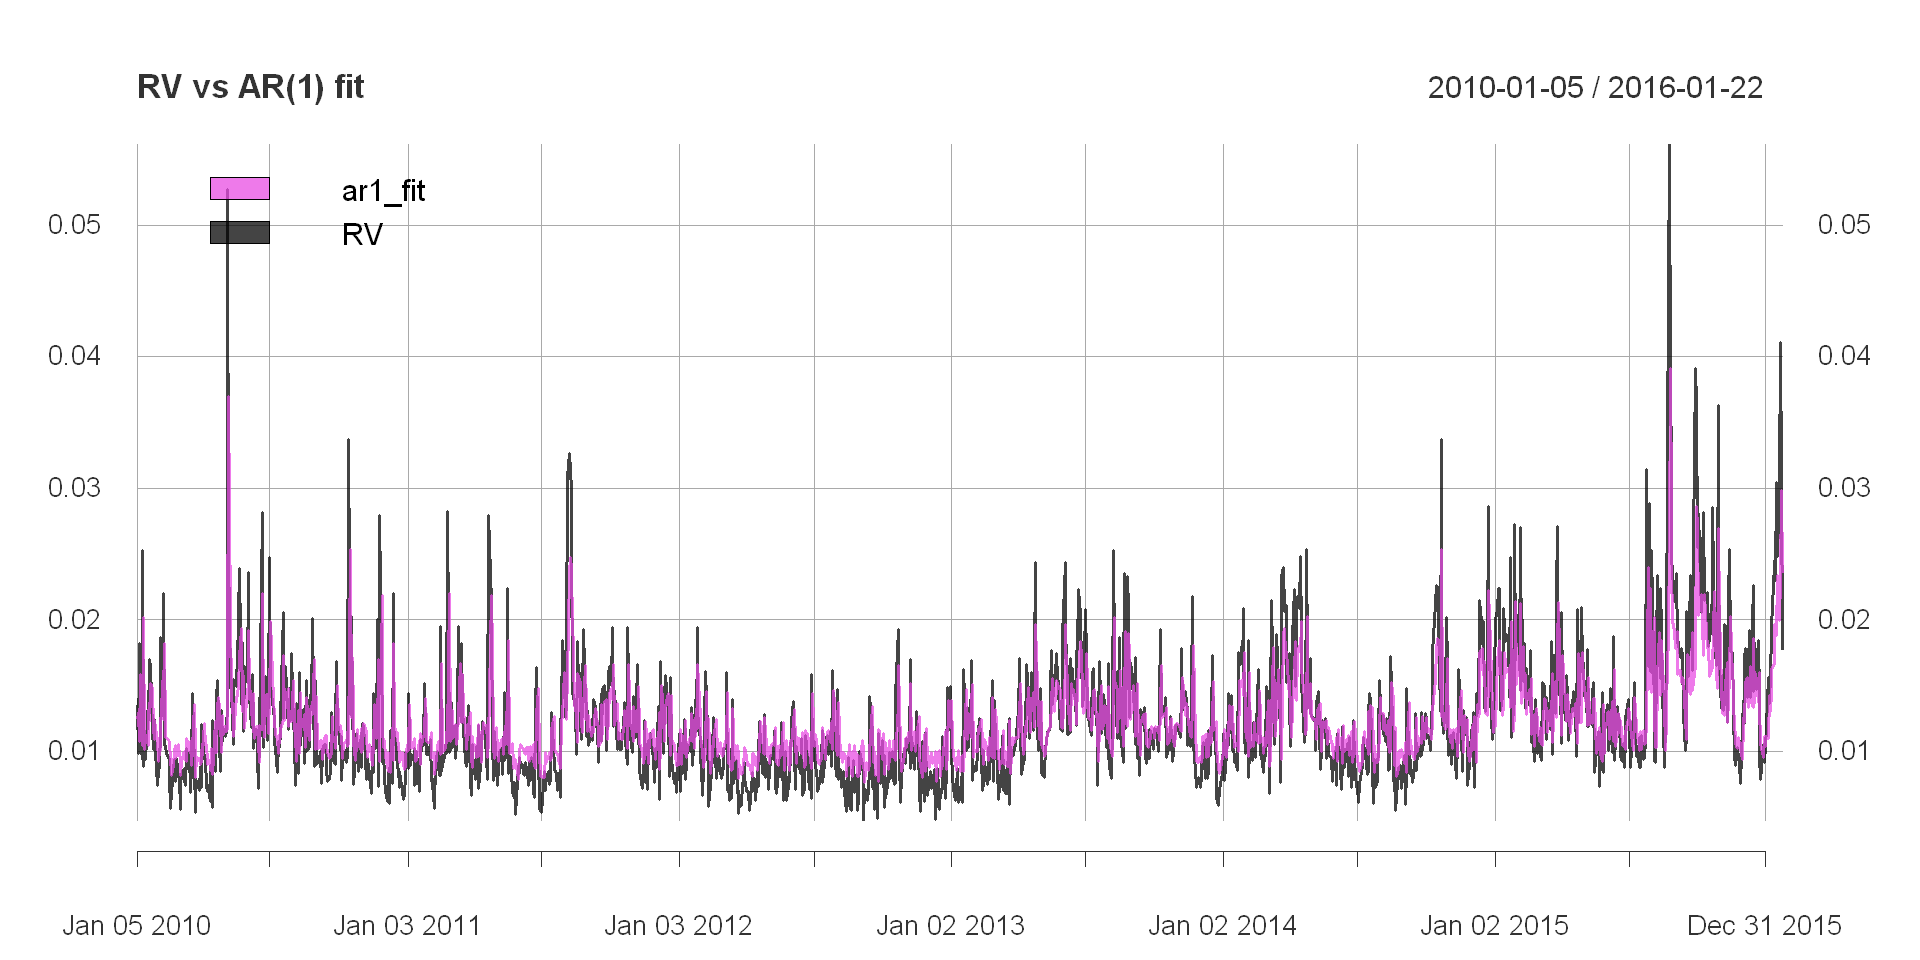 RV vs AR(1) fit
2010-01-05 / 2016-01-22
ar1_fit
RV
0.05
0.04
0.03
0.02
0.01
0.05
0.04
0.03
0.02
0.01
Jan 05 2010
Jan 03 2011
Jan 03 2012
Jan 02 2013
Jan 02 2014
Jan 02 2015
Dec 31 2015